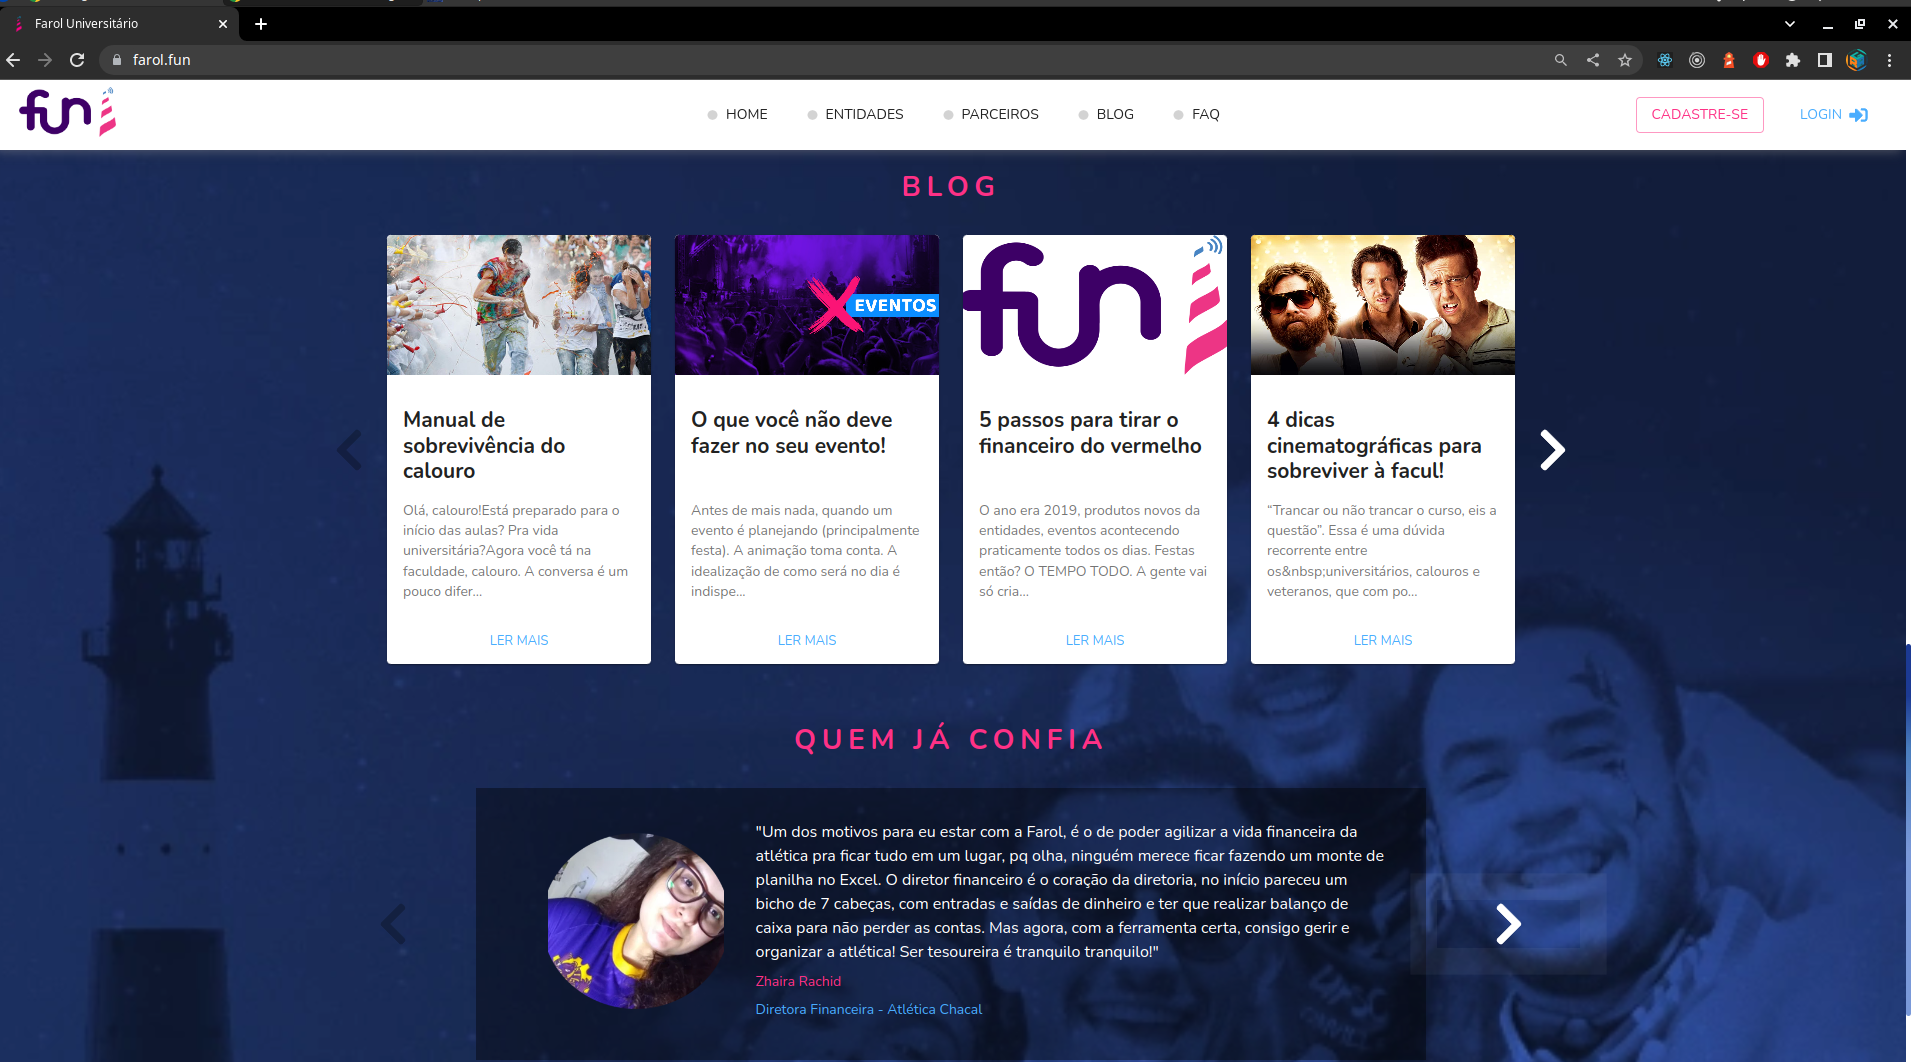 Farol Universitário
farol.fun
fun
HOME
ENTIDADES
PARCEIROS
BLOG
FAQ
CADASTRE-SE
LOGIN
BLOG
EVENTOS
fun
Manual de
sobrevivência do
calouro
Olá, calouro!Está preparado para o
início das aulas? Pra vida
universitária?Agora você tá na
faculdade, calouro. A conversa é um
pouco difer...
LER MAIS
O que você não deve
fazer no seu evento!
Antes de mais nada, quando um
evento é planejando (principalmente
festa). A animação toma conta. A
idealização de como será no dia é
indispe...
LER MAIS
5 passos para tirar o
financeiro do vermelho
O ano era 2019, produtos novos da
entidades, eventos acontecendo
praticamente todos os dias. Festas
então? O TEMPO TODO. A gente vai
só cria...
LER MAIS
4 dicas
cinematográficas para
sobreviver à facul!
“Trancar ou não trancar o curso, eis a
questão”. Essa é uma dúvida
recorrente entre
os&nbsp;universitários, calouros e
veteranos, que com po...
LER MAIS
QUEM JÁ CONFIA
"Um dos motivos para eu estar com a Farol, é o de poder agilizar a vida financeira da
atlética pra ficar tudo em um lugar, pq olha, ninguém merece ficar fazendo um monte de
planilha no Excel. O diretor financeiro é o coração da diretoria, no início pareceu um
bicho de 7 cabeças, com entradas e saídas de dinheiro e ter que realizar balanço de
caixa para não perder as contas. Mas agora, com a ferramenta certa, consigo gerir e
organizar a atlética! Ser tesoureira é tranquilo tranquilo!"
Zhaira Rachid
Diretora Financeira - Atlética Chacal